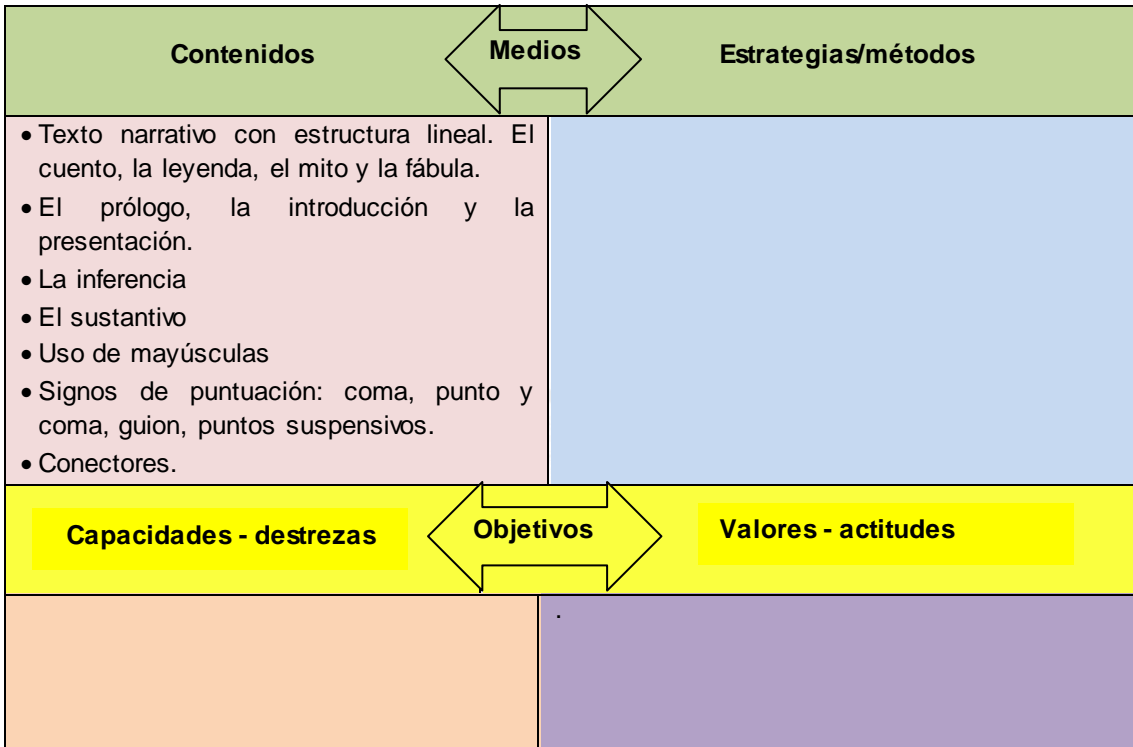 Contenidos Medios Estrategias/métodos
• Texto narrativo con estructura lineal. El
cuento, la leyenda, el mito y la fábula.
• El prólogo, la introducción y la
presentación.
• La inferencia
• El sustantivo
• Uso de mayúsculas
• Signos de puntuación: coma, punto y
coma, guion, puntos suspensivos.
• Conectores.
Capacidades - destrezas Objetivos Valores - actitudes
.